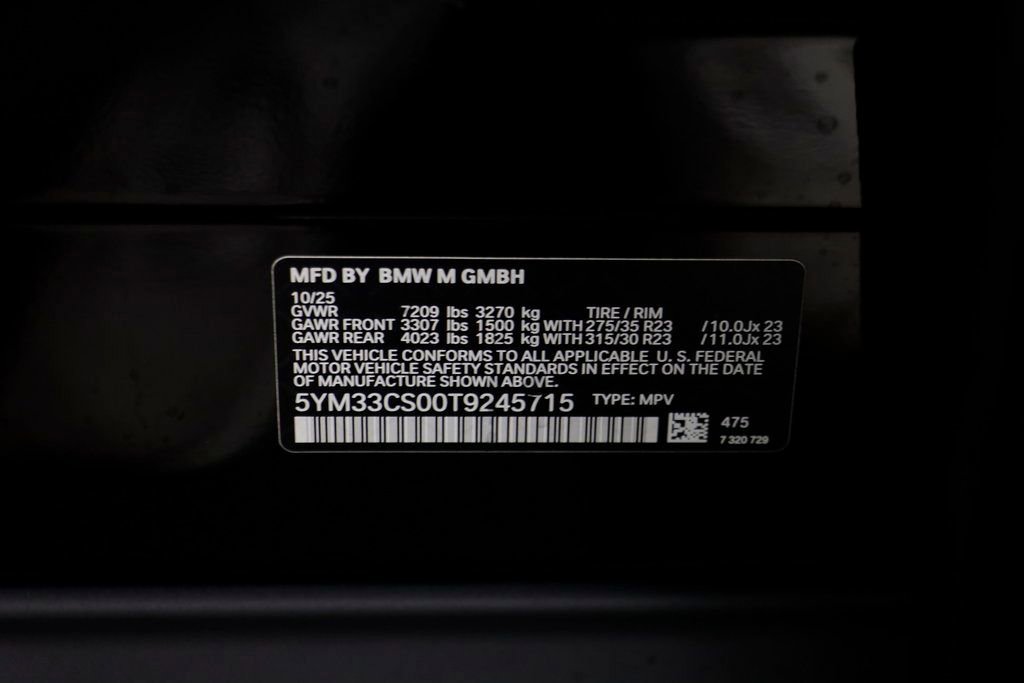 MFD BY BMW M GMBH
10/25
GVWR 7209 lbs 3270 kg TIRE / RIM
GAWR FRONT 3307 lbs 1500 kg WITH 275/35 R23 /10.0Jx 23
GAWR REAR 4023 lbs 1825 kg WITH 315/30 R23 /11.0Jx 23
THIS VEHICLE CONFORMS TO ALL APPLICABLE U. S. FEDERAL
MOTOR VEHICLE SAFETY STANDARDS IN EFFECT ON THE DATE
OF MANUFACTURE SHOWN ABOVE.
5YM33CS00T9245715 TYPE: MPV
475
7 320 729